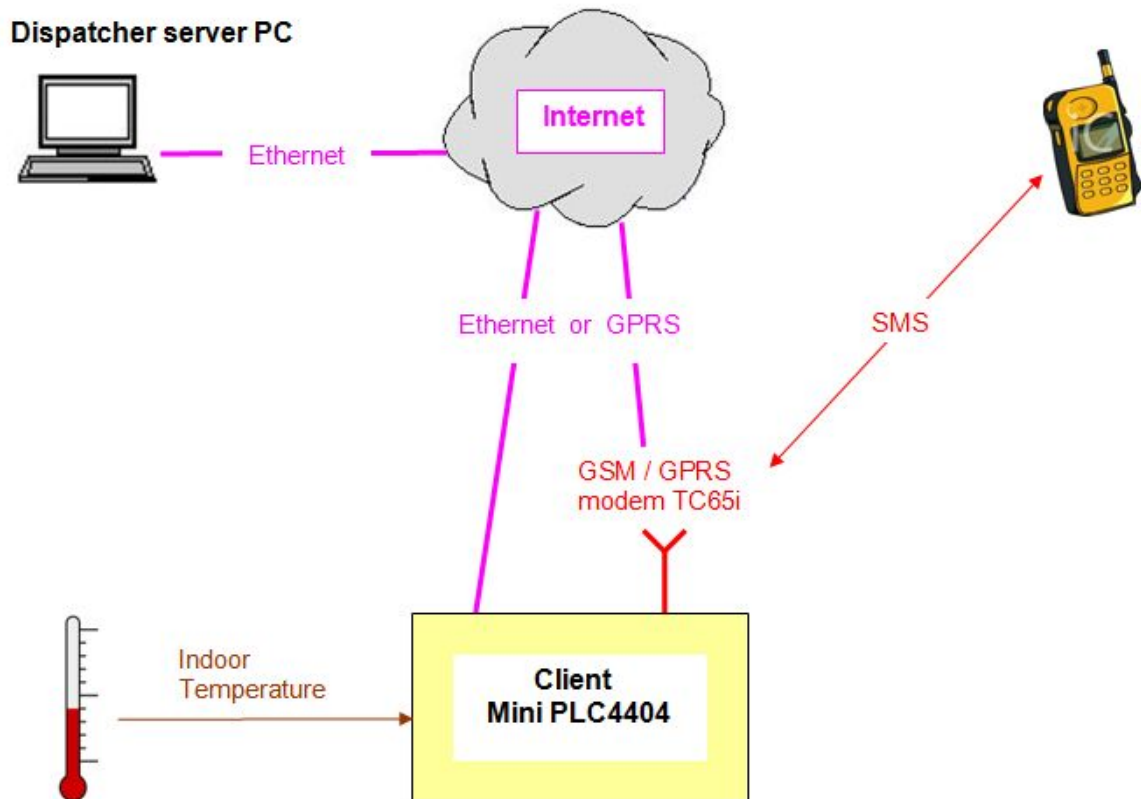 Dispatcher server PC
Internet
Ethernet
Ethernet or GPRS
SMS
GSM / GPRS
modem TC65i
Indoor
Temperature
Client
Mini PLC4404